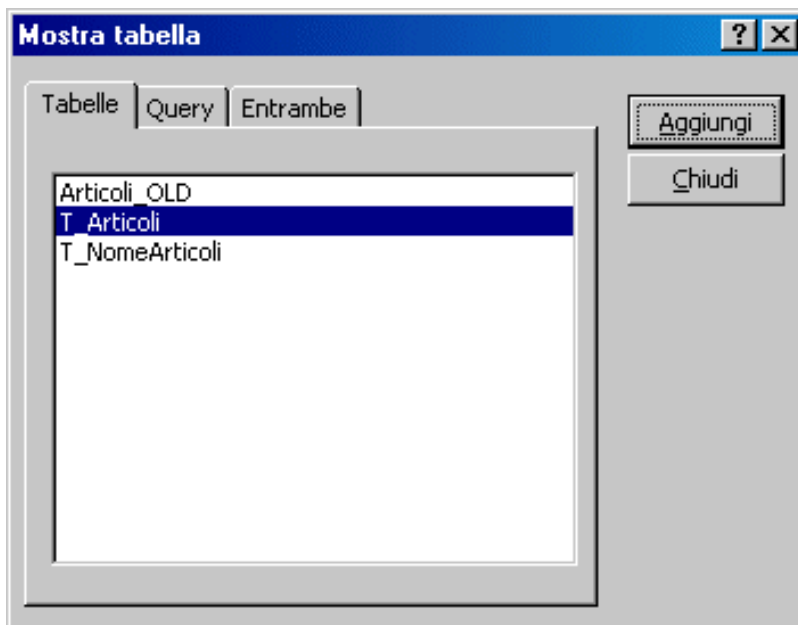 Mostra tabella
Tabelle Query Entrambe
Aggiungi
Chiudi
Articoli_OLD
T_Articoli
T_NomeArticoli